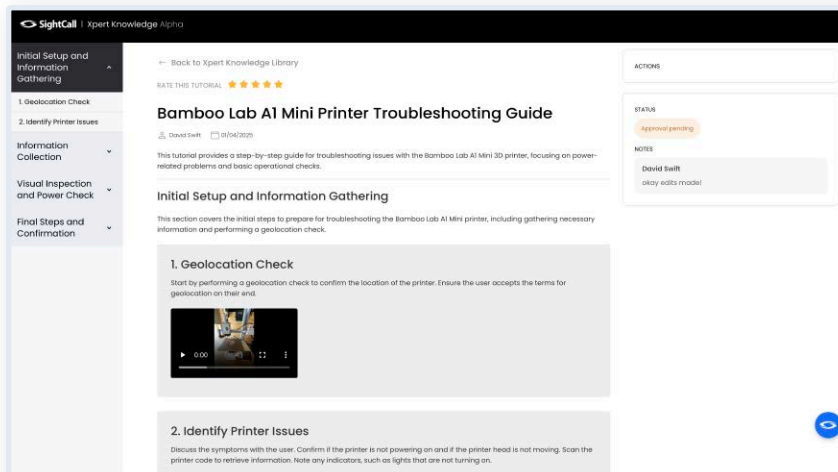 SightCall | Xpert Knowledge Alpha
Initial Setup and
Information
Gathering
1. Geolocation Check
2. Identify Printer Issues
Information
Collection
Visual Inspection
and Power Check
Final Steps and
Confirmation
← Back to Xpert Knowledge Library
RATE THIS TUTORIAL
Bamboo Lab A1 Mini Printer Troubleshooting Guide
David Swift 01/04/2025
This tutorial provides a step-by-step guide for troubleshooting issues with the Bamboo Lab A1 Mini 3D printer, focusing on power-
related problems and basic operational checks.
Initial Setup and Information Gathering
This section covers the initial steps to prepare for troubleshooting the Bamboo Lab A1 Mini printer, including gathering necessary
information and performing a geolocation check.
1. Geolocation Check
Start by performing a geolocation check to confirm the location of the printer. Ensure the user accepts the terms for
geolocation on their end.
0:00
2. Identify Printer Issues
Discuss the symptoms with the user. Confirm if the printer is not powering on and if the printer head is not moving. Scan the
printer code to retrieve information. Note any indicators, such as lights that are not turning on.
ACTIONS
STATUS
Approval pending
NOTES
David Swift
okay edits made!